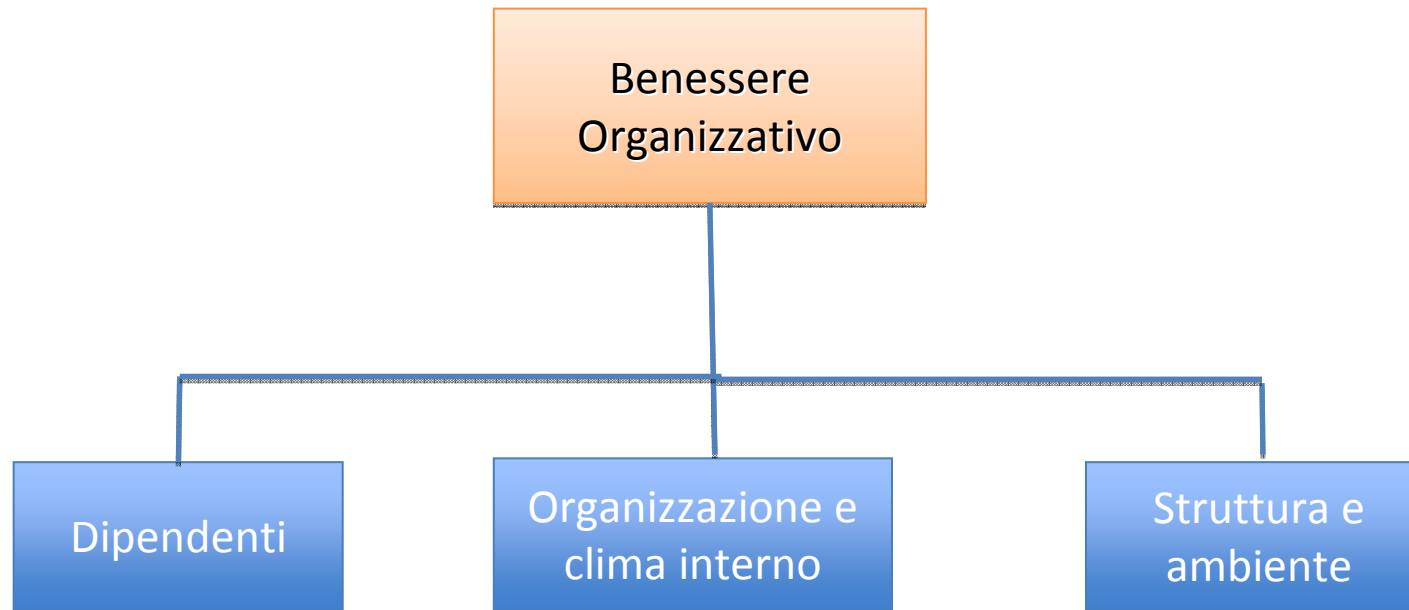 Benessere
Organizzativo
Dipendenti
Organizzazione e
clima interno
Struttura e
ambiente